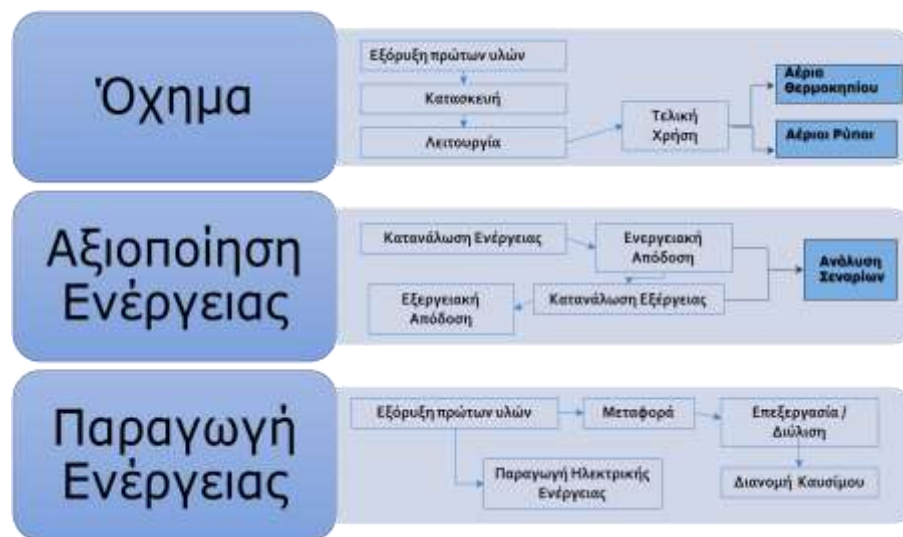 Όχημα
Εξόρυξη πρώτων υλών
Κατασκευή
Λειτουργία
Τελική
Χρήση
Αέρια
Θερμοκηπίου
Αέριοι Ρύποι
Αξιοποίηση
Ενέργειας
Κατανάλωση Ενέργειας
Ενεργειακή
Απόδοση
Εξεργειακή
Απόδοση
Κατανάλωση Εξέργειας
Ανάλυση
Σεναρίων
Παραγωγή
Ενέργειας
Εξόρυξη πρώτων υλών
Μεταφορά
Επεξεργασία /
Διύλιση
Παραγωγή Ηλεκτρικής
Ενέργειας
Διανομή Καυσίμου